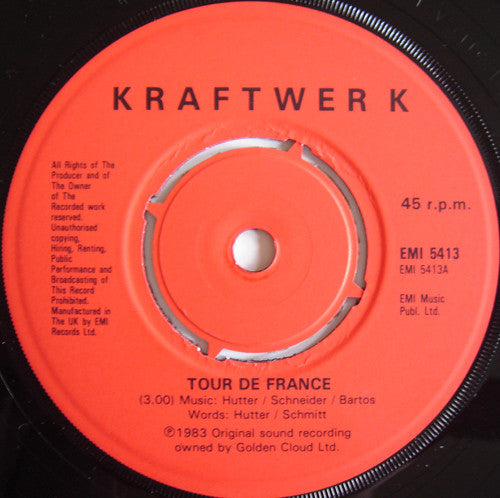 KRAFTWERK
All Rights of The
Producer and of
The Owner
of The
Recorded work
reserved.
Unauthorised
copying,
Hiring, Renting,
Public
Performance and
Broadcasting of
This Record
Prohibited.
Manufactured in
The UK by EMI
Records Ltd.
45 r.p.m.
EMI 5413
EMI 5413A
EMI Music
Publ. Ltd.
TOUR DE FRANCE
(3.00) Music: Hutter / Schneider / Bartos
Words: Hutter / Schmitt
℗1983 Original sound recording
owned by Golden Cloud Ltd.